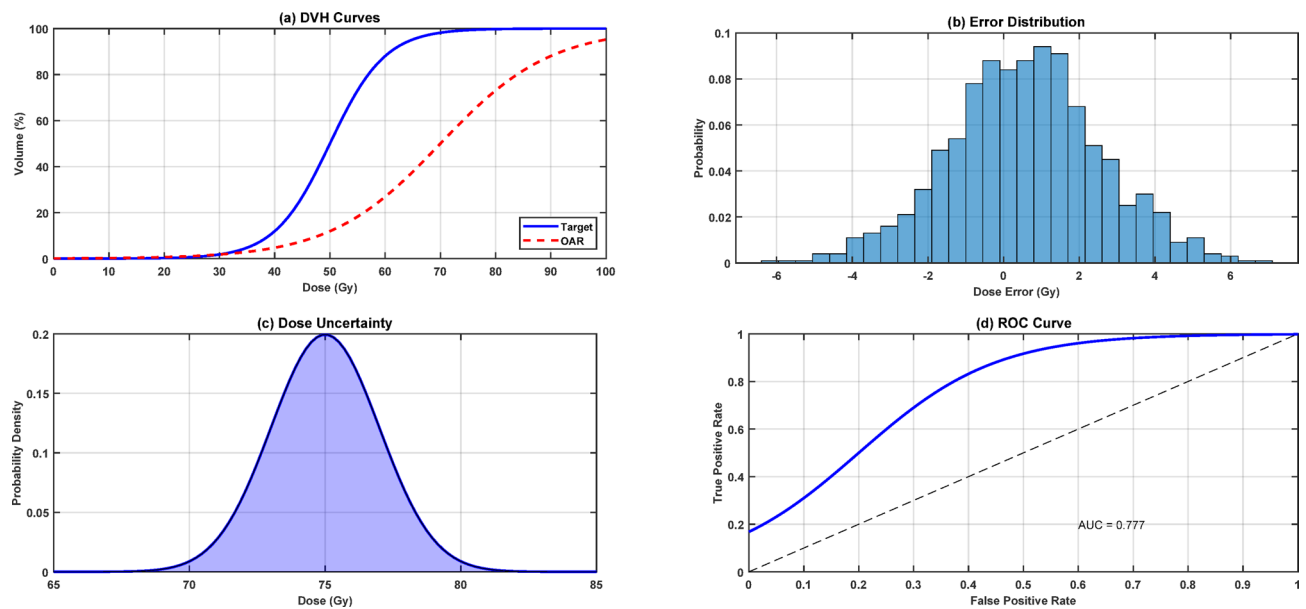 (a) DVH Curves
100
80
60
40
20
0
Volume (%)
0 10 20 30 40 50 60 70 80 90 100
Dose (Gy)
Target
OAR
(b) Error Distribution
0.1
0.08
0.06
0.04
0.02
0
Probability
-6 -4 -2 0 2 4 6
Dose Error (Gy)
(c) Dose Uncertainty
0.2
0.15
0.1
0.05
0
Probability Density
65 70 75 80 85
Dose (Gy)
(d) ROC Curve
1
0.8
0.6
0.4
0.2
0
True Positive Rate
AUC = 0.777
0 0.1 0.2 0.3 0.4 0.5 0.6 0.7 0.8 0.9 1
False Positive Rate